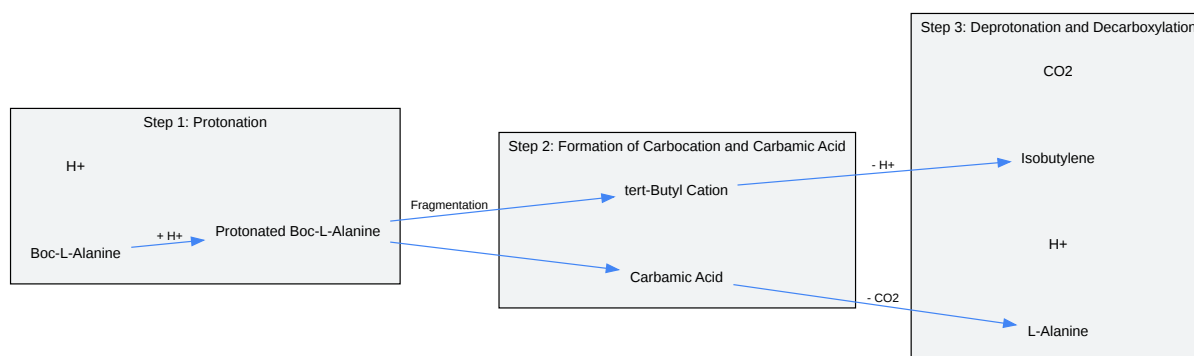 Step 1: Protonation
H+
Boc-L-Alanine
+ H+
Protonated Boc-L-Alanine
Fragmentation
Step 2: Formation of Carbocation and Carbamic Acid
tert-Butyl Cation
Carbamic Acid
- H+
- CO2
Step 3: Deprotonation and Decarboxylation
CO2
Isobutylene
H+
L-Alanine